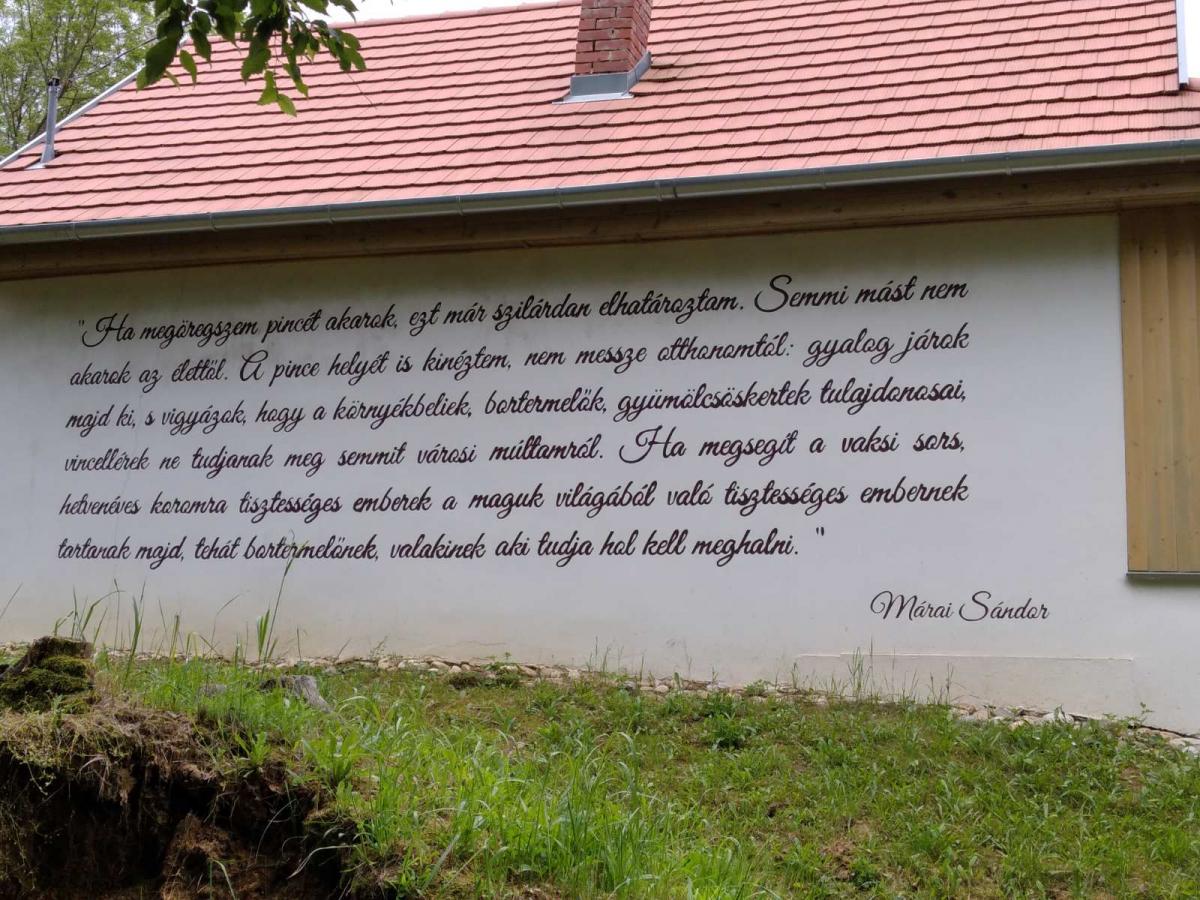 "Ha megöregszem pincét akarok, ezt már szilárdan elhatároztam. Semmi mást nem
akarok az élettől. A pince helyét is kinéztem, nem messze otthonomtól: gyalog járok
majd ki, s vigyázok, hogy a környékbeliek, bortermelők, gyümölcsöskertek tulajdonosai,
vincellérek ne tudjanak meg semmit városi múltamról. Ha megsegít a vaksi sors,
hetvenéves koromra tisztességes emberek a maguk világából való tisztességes embernek
tartanak majd, tehát bortermelőnek, valakinek aki tudja hol kell meghalni. "
Márai Sándor